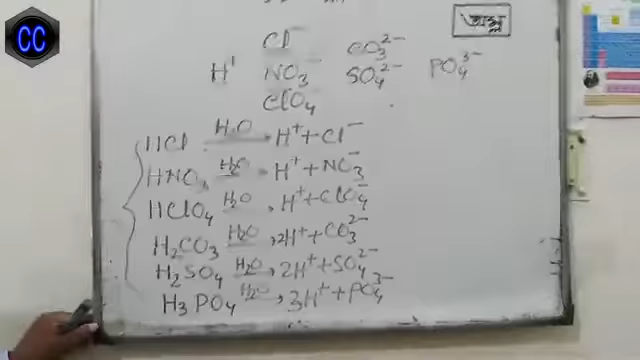 CC
অম্ল
Cl⁻ CO₃²⁻
H⁺ NO₃⁻ SO₄²⁻ PO₄³⁻
ClO₄⁻
HCl H₂O H⁺ + Cl⁻
HNO₃ H₂O H⁺ + NO₃⁻
HClO₄ H₂O H⁺ + ClO₄⁻
H₂CO₃ H₂O 2H⁺ + CO₃²⁻
H₂SO₄ H₂O 2H⁺ + SO₄²⁻
H₃PO₄ H₂O 3H⁺ + PO₄³⁻